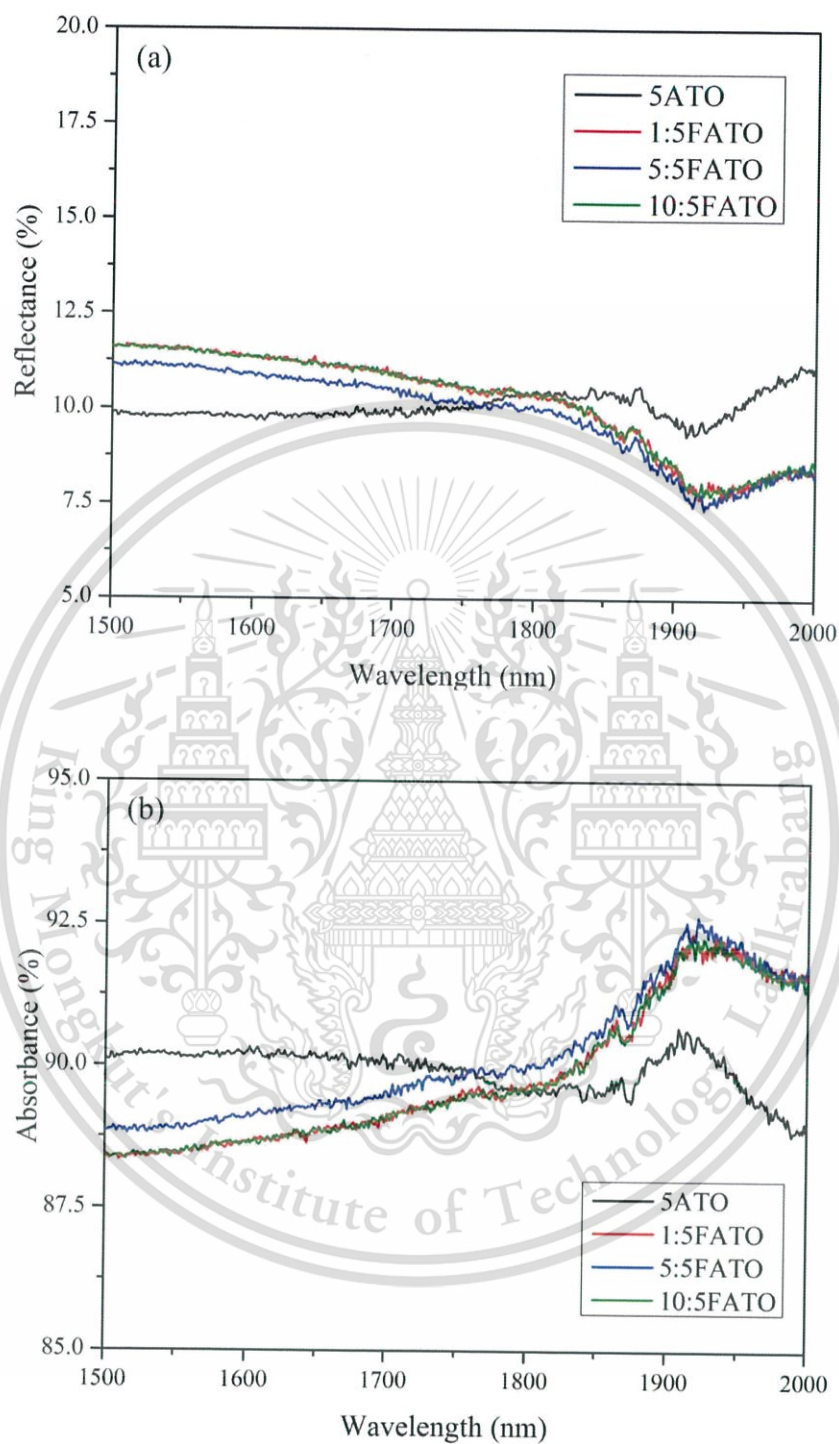 (a)
20.0
17.5
15.0
12.5
10.0
7.5
5.0
Reflectance (%)
5ATO
1:5FATO
5:5FATO
10:5FATO
1500 1600 1700 1800 1900 2000
Wavelength (nm)
(b)
95.0
92.5
90.0
87.5
85.0
Absorbance (%)
5ATO
1:5FATO
5:5FATO
10:5FATO
1500 1600 1700 1800 1900 2000
Wavelength (nm)
King Mongkut's Institute of Technology Ladkrabang